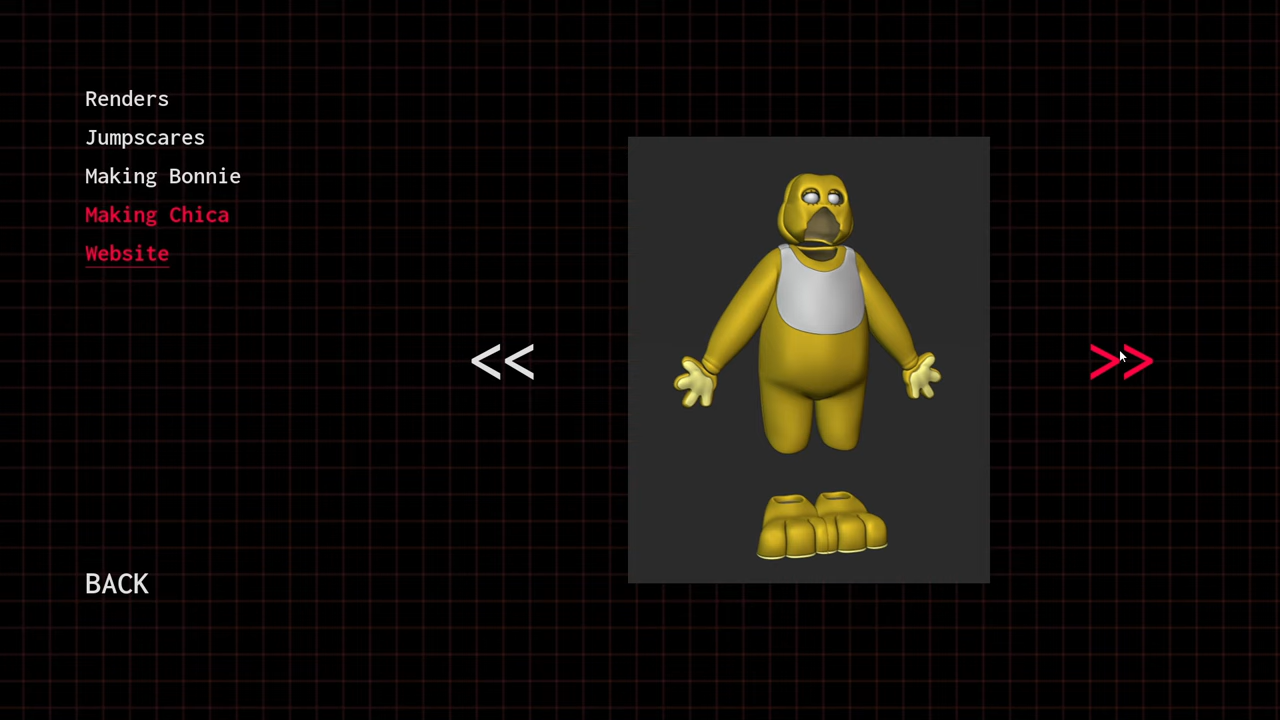 Renders
Jumpscares
Making Bonnie
Making Chica
Website
<< >>
BACK